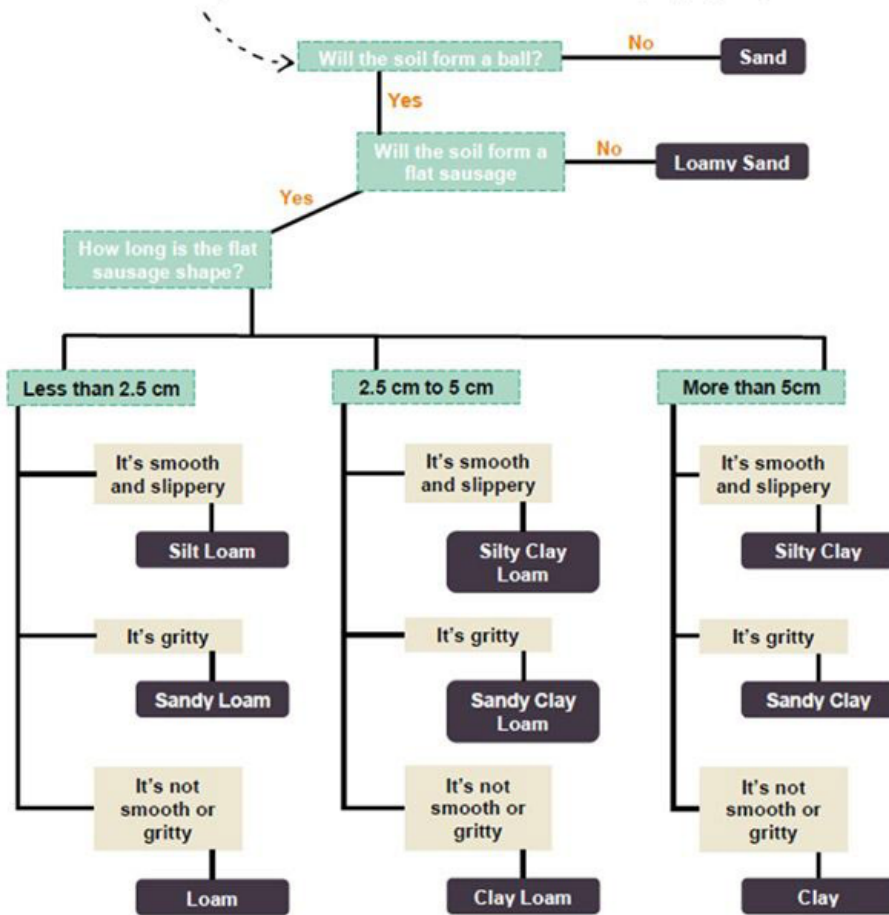 Will the soil form a ball?
No
Sand
Yes
Will the soil form a
flat sausage
No
Loamy Sand
Yes
How long is the flat
sausage shape?
Less than 2.5 cm
It's smooth
and slippery
Silt Loam
It's gritty
Sandy Loam
It's not
smooth or
gritty
Loam
2.5 cm to 5 cm
It's smooth
and slippery
Silty Clay
Loam
It's gritty
Sandy Clay
Loam
It's not
smooth or
gritty
Clay Loam
More than 5cm
It's smooth
and slippery
Silty Clay
It's gritty
Sandy Clay
It's not
smooth or
gritty
Clay